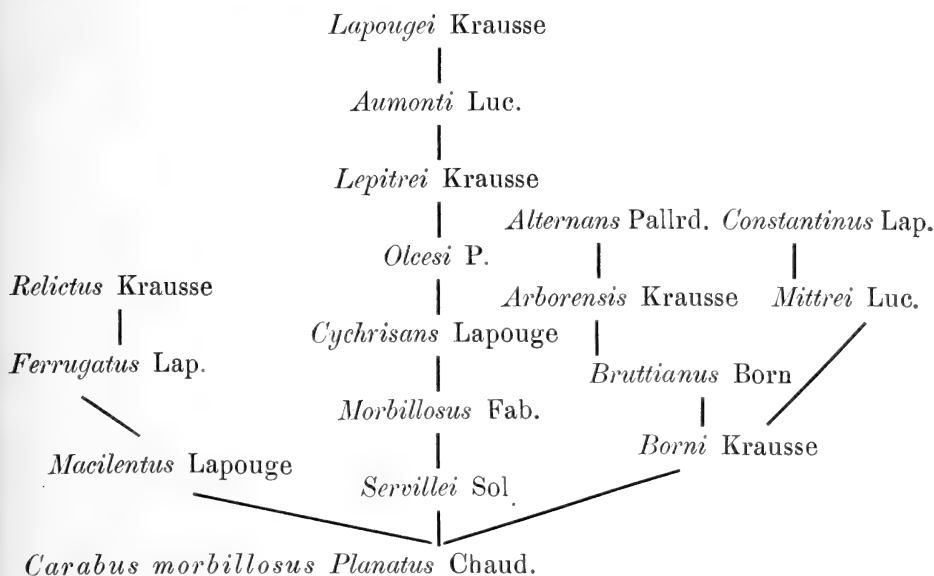 Lapougei Krausse
Aumonti Luc.
Lepitrei Krausse
Alternans Pallrd. Constantinus Lap.
Olcesi P.
Relictus Krausse
Arborensis Krausse Mittrei Luc.
Cychrisans Lapouge
Ferrugatus Lap.
Bruttianus Born
Morbillosus Fab.
Borni Krausse
Macilentus Lapouge
Servillei Sol.
Carabus morbillosus Planatus Chaud.